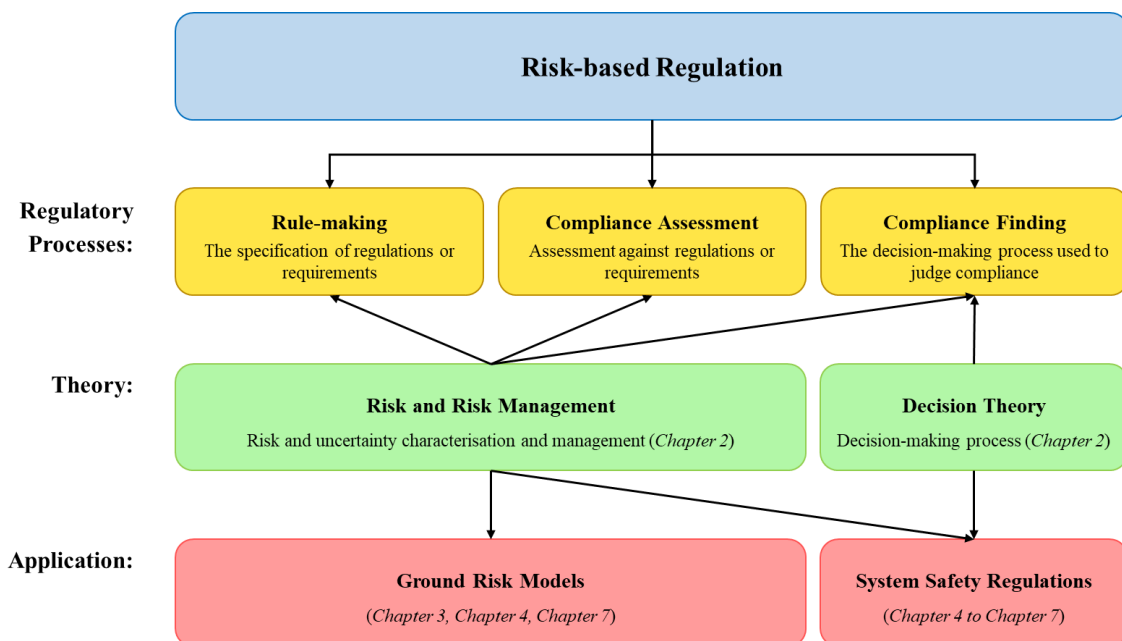 Risk-based Regulation
Regulatory
Processes:
Rule-making
The specification of regulations or
requirements
Compliance Assessment
Assessment against regulations or
requirements
Compliance Finding
The decision-making process used to
judge compliance
Theory:
Risk and Risk Management
Risk and uncertainty characterisation and management (Chapter 2)
Decision Theory
Decision-making process (Chapter 2)
Application:
Ground Risk Models
(Chapter 3, Chapter 4, Chapter 7)
System Safety Regulations
(Chapter 4 to Chapter 7)